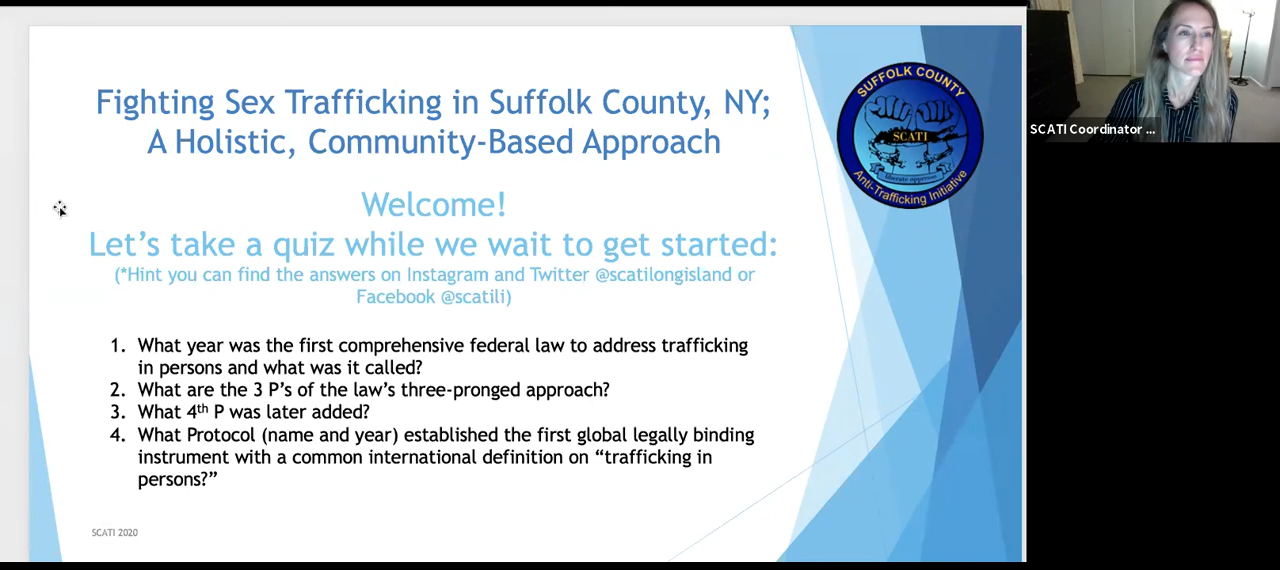 Fighting Sex Trafficking in Suffolk County, NY;
A Holistic, Community-Based Approach
SUFFOLK COUNTY
SCATI
liberate oppressos
Anti-Trafficking Initiative
Welcome!
Let's take a quiz while we wait to get started:
(*Hint you can find the answers on Instagram and Twitter @scatilongisland or
Facebook @scatili)
1. What year was the first comprehensive federal law to address trafficking
in persons and what was it called?
2. What are the 3 P's of the law's three-pronged approach?
3. What 4th P was later added?
4. What Protocol (name and year) established the first global legally binding
instrument with a common international definition on “trafficking in
persons?”
SCATI 2020
SCATI Coordinator ...